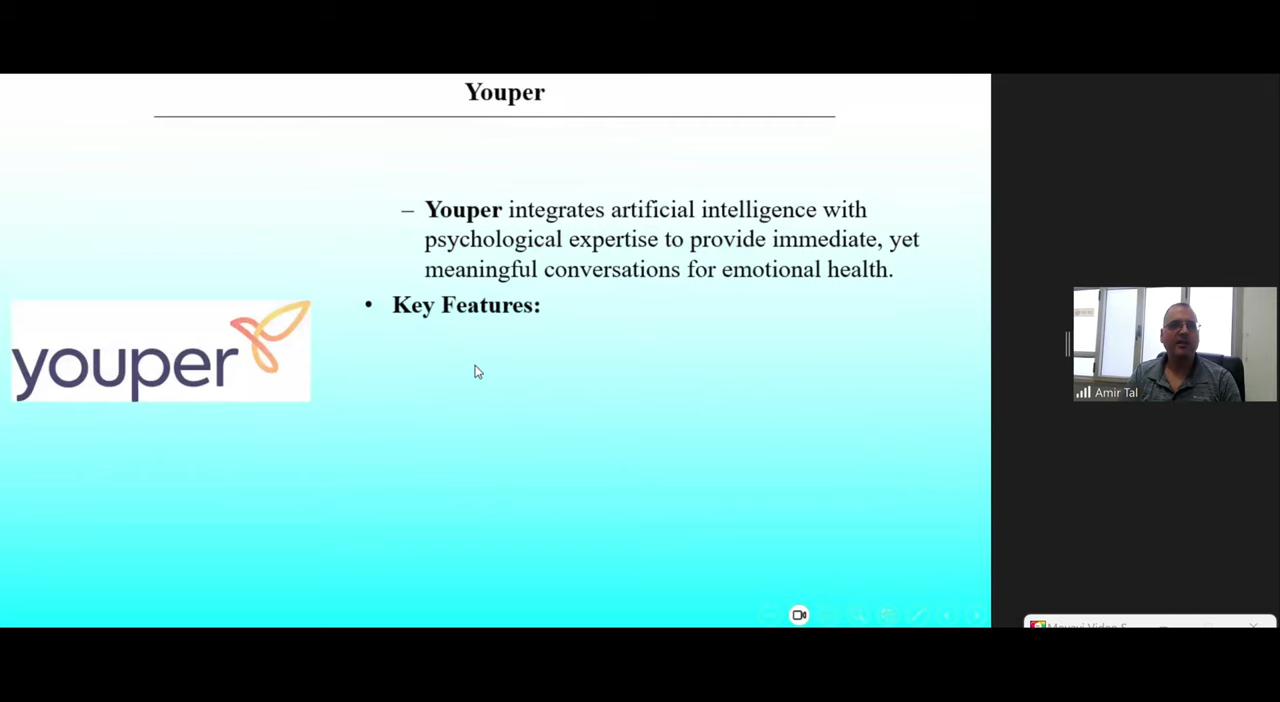 Youper
– Youper integrates artificial intelligence with
psychological expertise to provide immediate, yet
meaningful conversations for emotional health.
• Key Features:
youper
Amir Tal